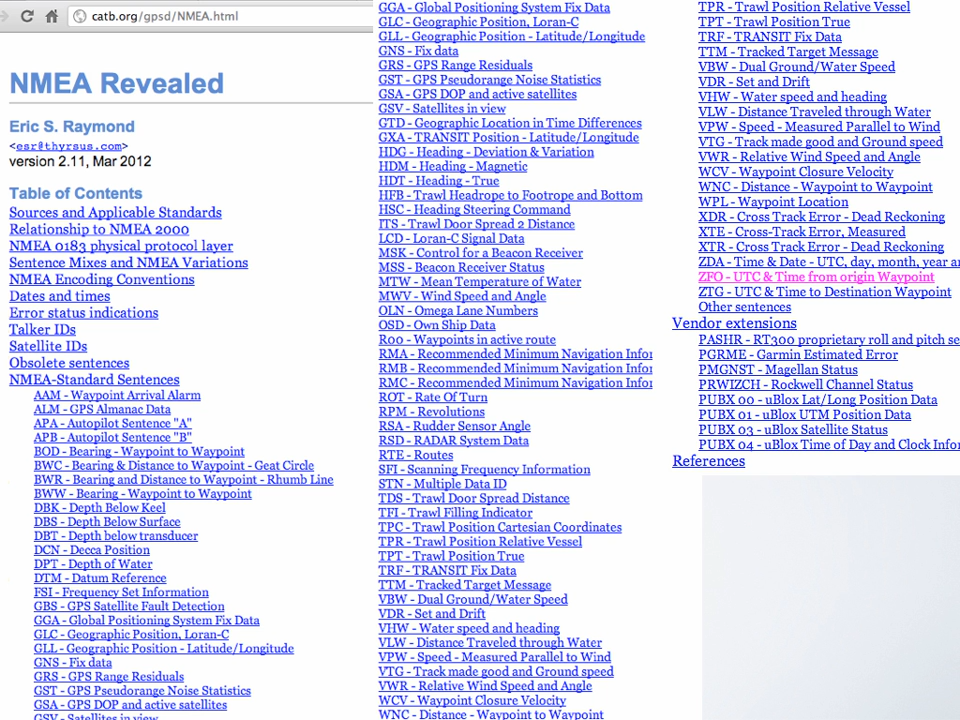 catb.org/gpsd/NMEA.html
NMEA Revealed
Eric S. Raymond
<esr@thyrsus.com>
version 2.11, Mar 2012
Table of Contents
Sources and Applicable Standards
Relationship to NMEA 2000
NMEA 0183 physical protocol layer
Sentence Mixes and NMEA Variations
NMEA Encoding Conventions
Dates and times
Error status indications
Talker IDs
Satellite IDs
Obsolete sentences
NMEA-Standard Sentences
AAM - Waypoint Arrival Alarm
ALM - GPS Almanac Data
APA - Autopilot Sentence "A"
APB - Autopilot Sentence "B"
BOD - Bearing - Waypoint to Waypoint
BWC - Bearing & Distance to Waypoint - Geat Circle
BWR - Bearing and Distance to Waypoint - Rhumb Line
BWW - Bearing - Waypoint to Waypoint
DBK - Depth Below Keel
DBS - Depth Below Surface
DBT - Depth below transducer
DCN - Decca Position
DPT - Depth of Water
DTM - Datum Reference
FSI - Frequency Set Information
GBS - GPS Satellite Fault Detection
GGA - Global Positioning System Fix Data
GLC - Geographic Position, Loran-C
GLL - Geographic Position - Latitude/Longitude
GNS - Fix data
GRS - GPS Range Residuals
GST - GPS Pseudorange Noise Statistics
GSA - GPS DOP and active satellites
GSV - Satellites in view
GGA - Global Positioning System Fix Data
GLC - Geographic Position, Loran-C
GLL - Geographic Position - Latitude/Longitude
GNS - Fix data
GRS - GPS Range Residuals
GST - GPS Pseudorange Noise Statistics
GSA - GPS DOP and active satellites
GSV - Satellites in view
GTD - Geographic Location in Time Differences
GXA - TRANSIT Position - Latitude/Longitude
HDG - Heading - Deviation & Variation
HDM - Heading - Magnetic
HDT - Heading - True
HFB - Trawl Headrope to Footrope and Bottom
HSC - Heading Steering Command
ITS - Trawl Door Spread 2 Distance
LCD - Loran-C Signal Data
MSK - Control for a Beacon Receiver
MSS - Beacon Receiver Status
MTW - Mean Temperature of Water
MWV - Wind Speed and Angle
OLN - Omega Lane Numbers
OSD - Own Ship Data
R00 - Waypoints in active route
RMA - Recommended Minimum Navigation Infor
RMB - Recommended Minimum Navigation Infor
RMC - Recommended Minimum Navigation Infor
ROT - Rate Of Turn
RPM - Revolutions
RSA - Rudder Sensor Angle
RSD - RADAR System Data
RTE - Routes
SFI - Scanning Frequency Information
STN - Multiple Data ID
TDS - Trawl Door Spread Distance
TFI - Trawl Filling Indicator
TPC - Trawl Position Cartesian Coordinates
TPR - Trawl Position Relative Vessel
TPT - Trawl Position True
TRF - TRANSIT Fix Data
TTM - Tracked Target Message
VBW - Dual Ground/Water Speed
VDR - Set and Drift
VHW - Water speed and heading
VLW - Distance Traveled through Water
VPW - Speed - Measured Parallel to Wind
VTG - Track made good and Ground speed
VWR - Relative Wind Speed and Angle
WCV - Waypoint Closure Velocity
WNC - Distance - Waypoint to Waypoint
TPR - Trawl Position Relative Vessel
TPT - Trawl Position True
TRF - TRANSIT Fix Data
TTM - Tracked Target Message
VBW - Dual Ground/Water Speed
VDR - Set and Drift
VHW - Water speed and heading
VLW - Distance Traveled through Water
VPW - Speed - Measured Parallel to Wind
VTG - Track made good and Ground speed
VWR - Relative Wind Speed and Angle
WCV - Waypoint Closure Velocity
WNC - Distance - Waypoint to Waypoint
WPL - Waypoint Location
XDR - Cross Track Error - Dead Reckoning
XTE - Cross-Track Error, Measured
XTR - Cross Track Error - Dead Reckoning
ZDA - Time & Date - UTC, day, month, year an
ZFO - UTC & Time from origin Waypoint
ZTG - UTC & Time to Destination Waypoint
Other sentences
Vendor extensions
PASHR - RT300 proprietary roll and pitch se
PGRME - Garmin Estimated Error
PMGNST - Magellan Status
PRWIZCH - Rockwell Channel Status
PUBX 00 - uBlox Lat/Long Position Data
PUBX 01 - uBlox UTM Position Data
PUBX 03 - uBlox Satellite Status
PUBX 04 - uBlox Time of Day and Clock Infor
References